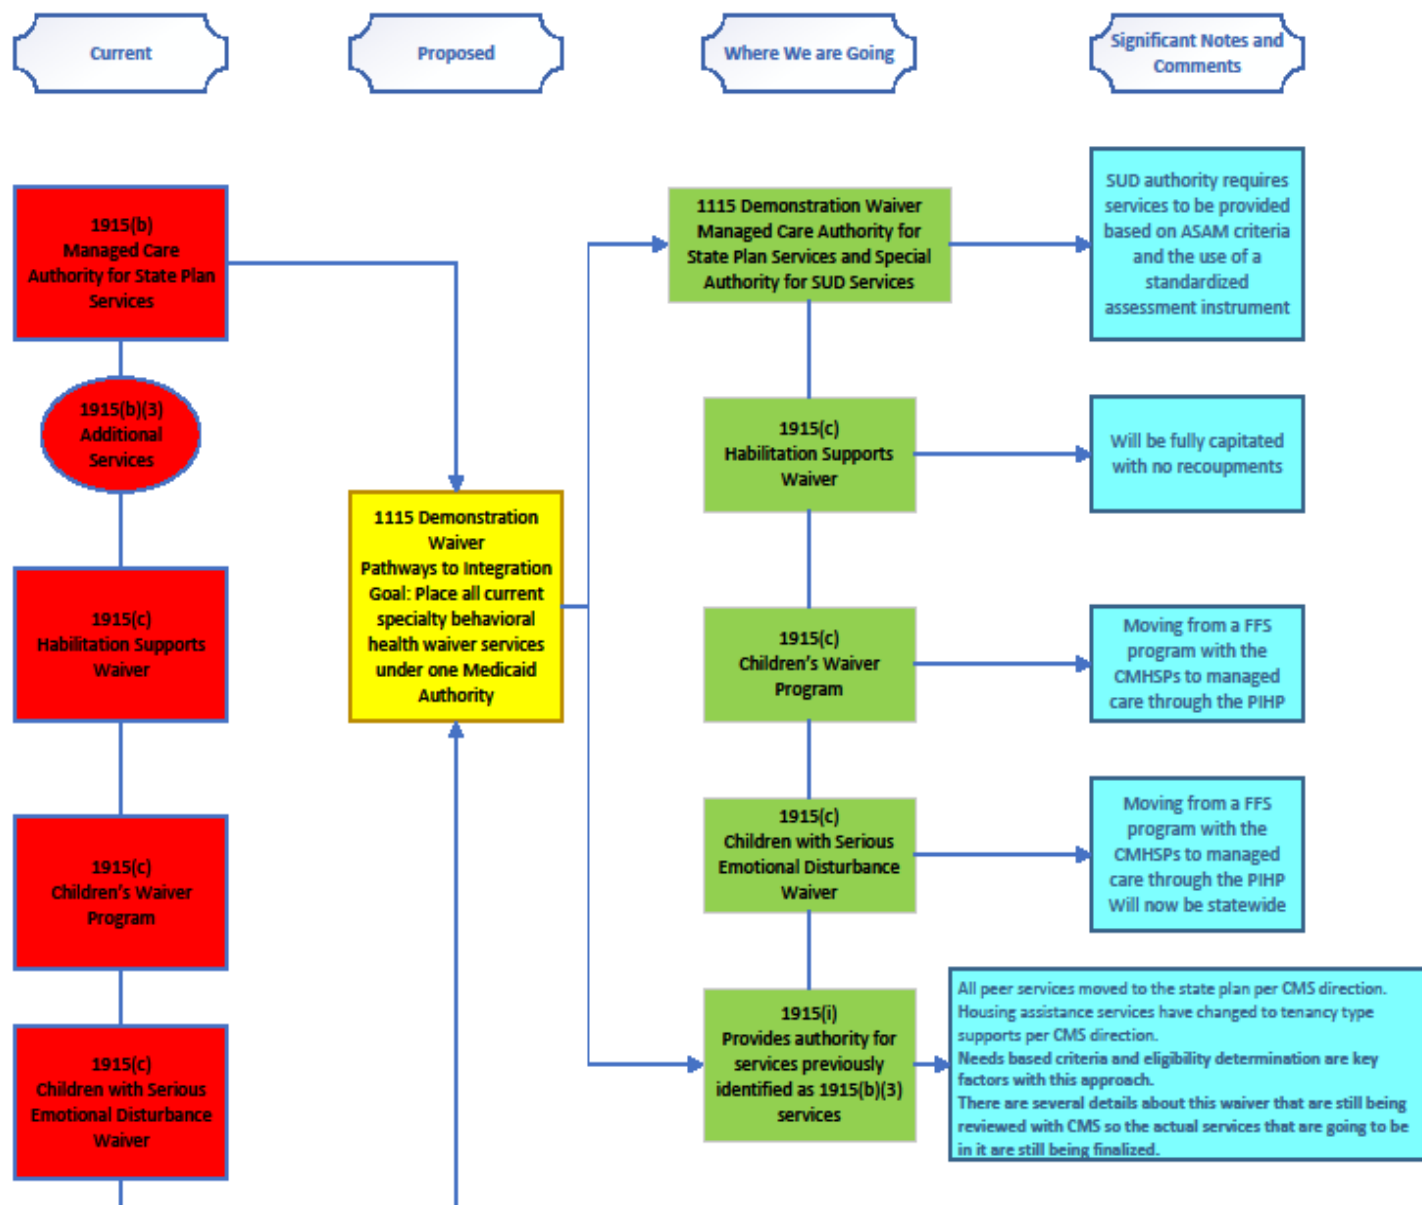 Current
Proposed
Where We are Going
Significant Notes and
Comments
1915(b)
Managed Care
Authority for State Plan
Services
1915(b)(3)
Additional
Services
1915(c)
Habilitation Supports
Waiver
1915(c)
Children's Waiver
Program
1915(c)
Children with Serious
Emotional Disturbance
Waiver
1115 Demonstration
Waiver
Pathways to Integration
Goal: Place all current
specialty behavioral
health waiver services
under one Medicaid
Authority
1115 Demonstration Waiver
Managed Care Authority for
State Plan Services and Special
Authority for SUD Services
1915(c)
Habilitation Supports
Waiver
1915(c)
Children's Waiver
Program
1915(c)
Children with Serious
Emotional Disturbance
Waiver
1915(i)
Provides authority for
services previously
identified as 1915(b)(3)
services
SUD authority requires
services to be provided
based on ASAM criteria
and the use of a
standardized
assessment instrument
Will be fully capitated
with no recoupments
Moving from a FFS
program with the
CMHSPs to managed
care through the PIHP
Moving from a FFS
program with the
CMHSPs to managed
care through the PIHP
Will now be statewide
All peer services moved to the state plan per CMS direction.
Housing assistance services have changed to tenancy type
supports per CMS direction.
Needs based criteria and eligibility determination are key
factors with this approach.
There are several details about this waiver that are still being
reviewed with CMS so the actual services that are going to be
in it are still being finalized.